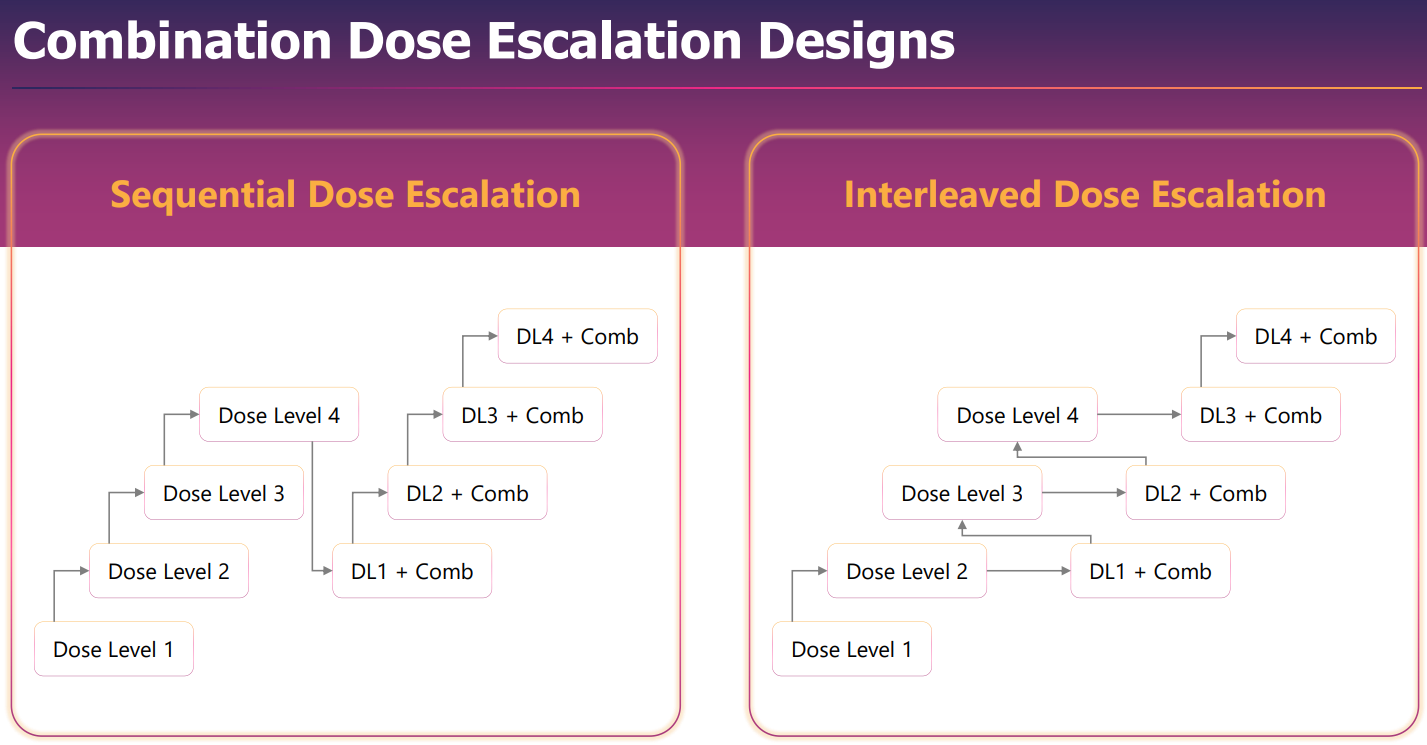 Combination Dose Escalation Designs
Sequential Dose Escalation
DL4 + Comb
Dose Level 4
DL3 + Comb
Dose Level 3
DL2 + Comb
Dose Level 2
DL1 + Comb
Dose Level 1
Interleaved Dose Escalation
DL4 + Comb
Dose Level 4
DL3 + Comb
Dose Level 3
DL2 + Comb
Dose Level 2
DL1 + Comb
Dose Level 1